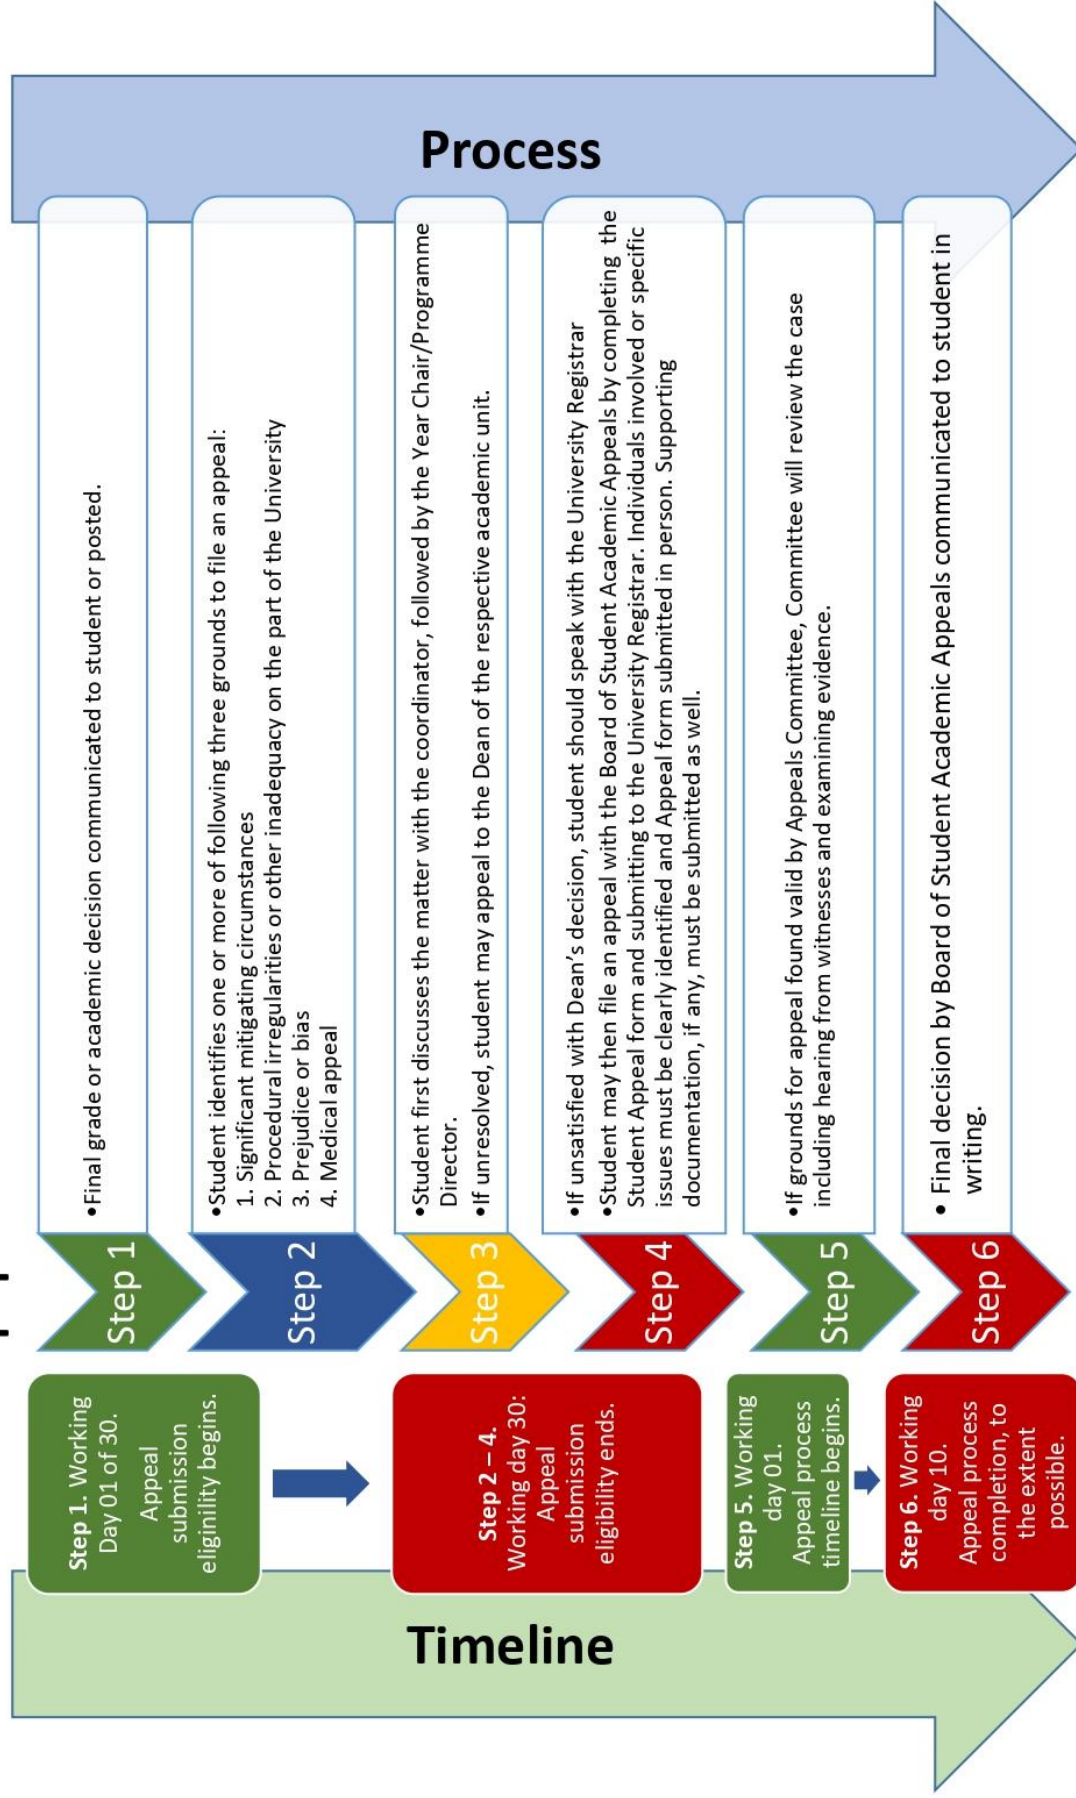 Timeline
Process
Step 1. Working
Day 01 of 30.
Appeal
submission
eliginility begins.
Step 2 – 4.
Working day 30:
Appeal
submission
eligibility ends.
Step 5. Working
day 01.
Appeal process
timeline begins.
Step 6. Working
day 10.
Appeal process
completion, to
the extent
possible.
Step 1
•Final grade or academic decision communicated to student or posted.
Step 2
•Student identifies one or more of following three grounds to file an appeal:
1. Significant mitigating circumstances
2. Procedural irregularities or other inadequacy on the part of the University
3. Prejudice or bias
4. Medical appeal
Step 3
•Student first discusses the matter with the coordinator, followed by the Year Chair/Programme
Director.
•If unresolved, student may appeal to the Dean of the respective academic unit.
Step 4
•If unsatisfied with Dean’s decision, student should speak with the University Registrar
•Student may then file an appeal with the Board of Student Academic Appeals by completing the
Student Appeal form and submitting to the University Registrar. Individuals involved or specific
issues must be clearly identified and Appeal form submitted in person. Supporting
documentation, if any, must be submitted as well.
Step 5
•If grounds for appeal found valid by Appeals Committee, Committee will review the case
including hearing from witnesses and examining evidence.
Step 6
• Final decision by Board of Student Academic Appeals communicated to student in
writing.